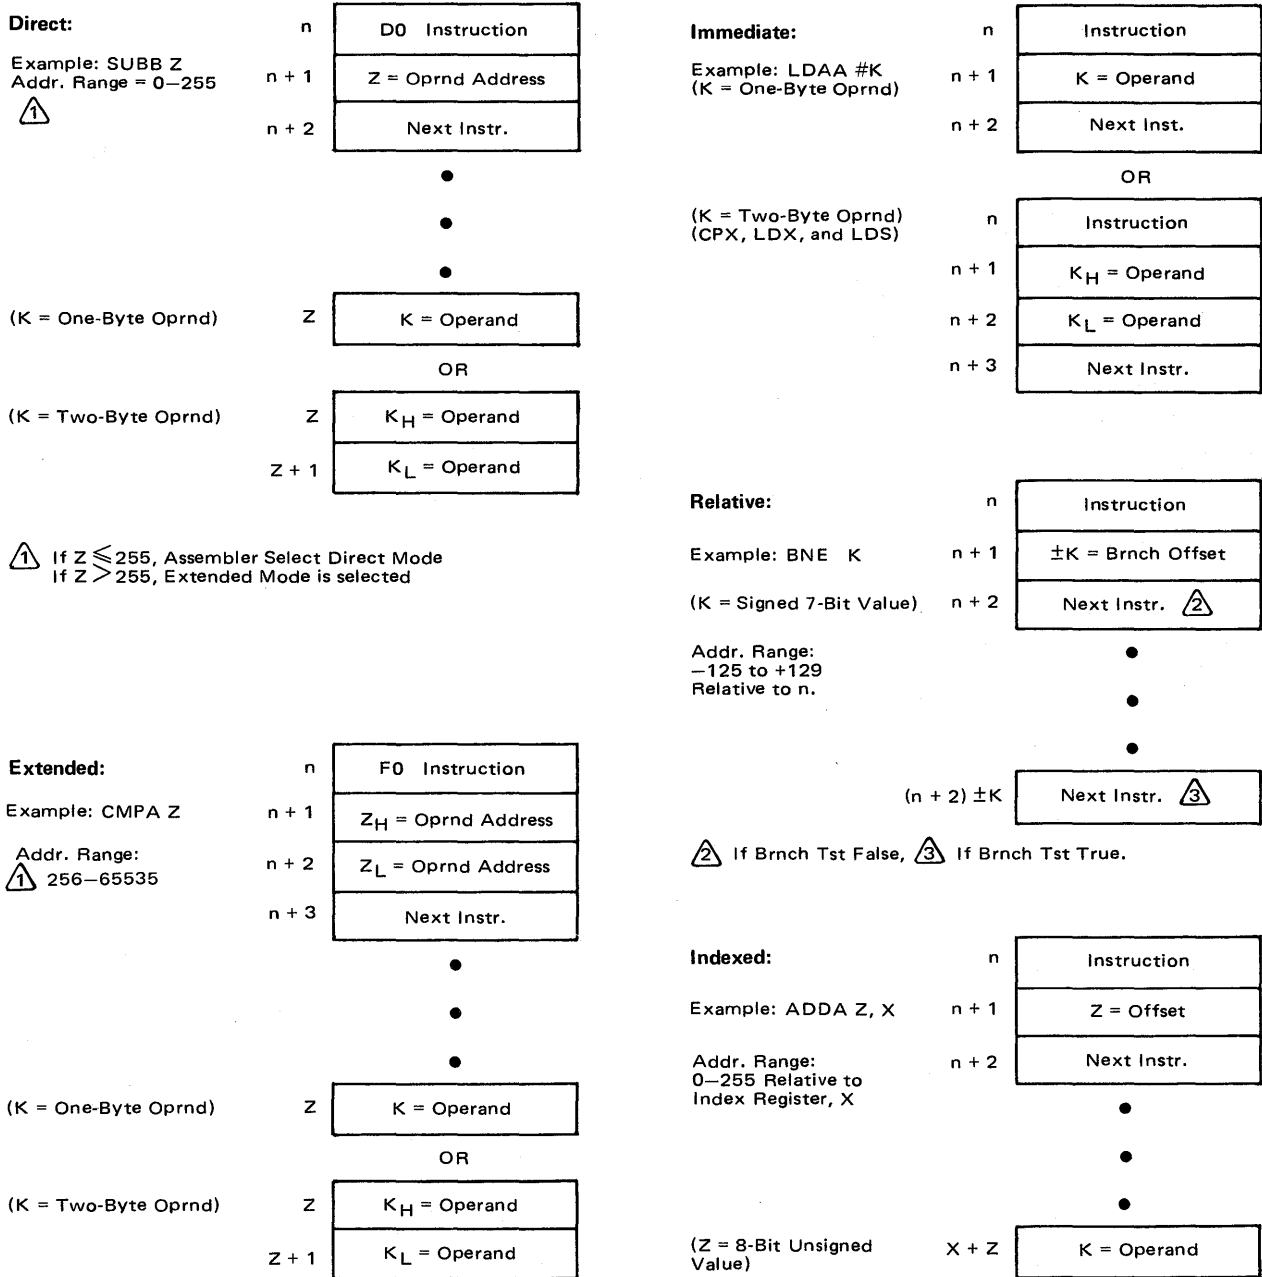 Direct:
n
D0 Instruction
Example: SUBB Z
Addr. Range = 0–255
1
n + 1
Z = Oprnd Address
n + 2
Next Instr.
(K = One-Byte Oprnd)
Z
K = Operand
OR
(K = Two-Byte Oprnd)
Z
KH = Operand
Z + 1
KL = Operand
1 If Z ⩽ 255, Assembler Select Direct Mode
If Z > 255, Extended Mode is selected
Extended:
n
F0 Instruction
Example: CMPA Z
n + 1
ZH = Oprnd Address
Addr. Range:
1 256–65535
n + 2
ZL = Oprnd Address
n + 3
Next Instr.
(K = One-Byte Oprnd)
Z
K = Operand
OR
(K = Two-Byte Oprnd)
Z
KH = Operand
Z + 1
KL = Operand
Immediate:
n
Instruction
Example: LDAA #K
(K = One-Byte Oprnd)
n + 1
K = Operand
n + 2
Next Inst.
OR
(K = Two-Byte Oprnd)
(CPX, LDX, and LDS)
n
Instruction
n + 1
KH = Operand
n + 2
KL = Operand
n + 3
Next Instr.
Relative:
n
Instruction
Example: BNE K
n + 1
±K = Brnch Offset
(K = Signed 7-Bit Value)
n + 2
Next Instr. 2
Addr. Range:
–125 to +129
Relative to n.
(n + 2) ±K
Next Instr. 3
2 If Brnch Tst False, 3 If Brnch Tst True.
Indexed:
n
Instruction
Example: ADDA Z, X
n + 1
Z = Offset
Addr. Range:
0–255 Relative to
Index Register, X
n + 2
Next Instr.
(Z = 8-Bit Unsigned
Value)
X + Z
K = Operand